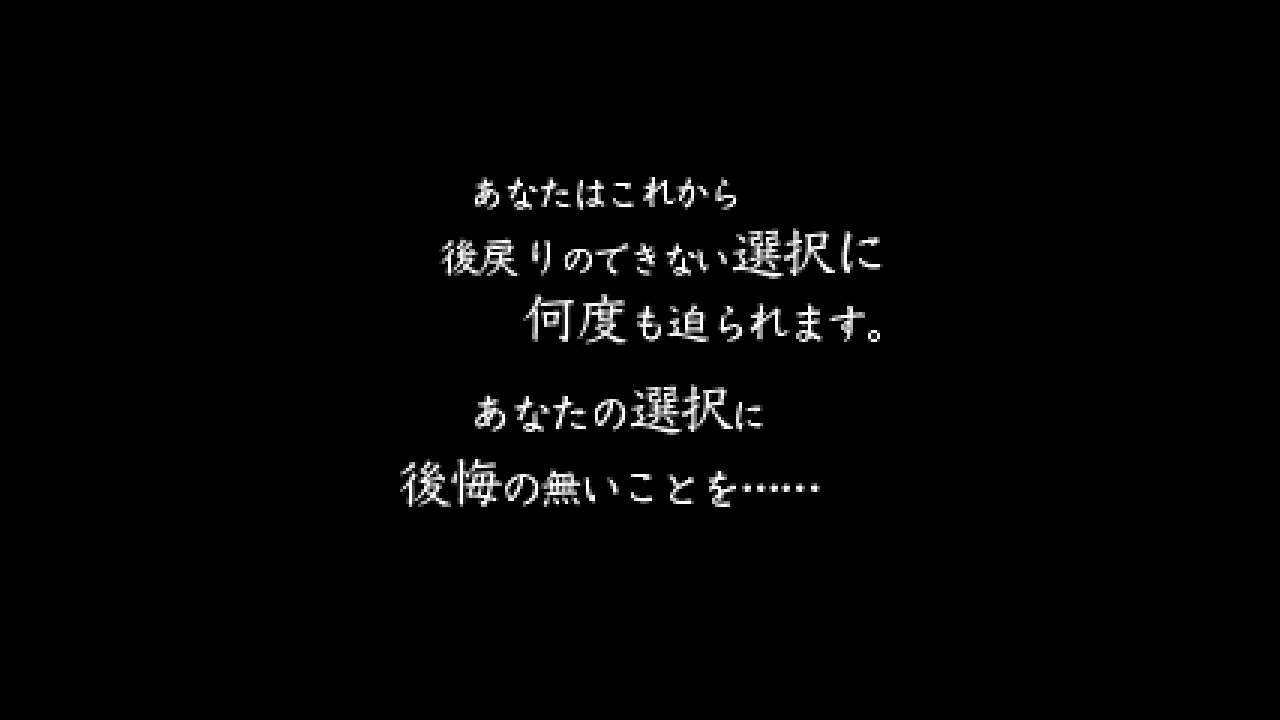 あなたはこれから
後戻りのできない選択に
何度も迫られます。
あなたの選択に
後悔の無いことを……